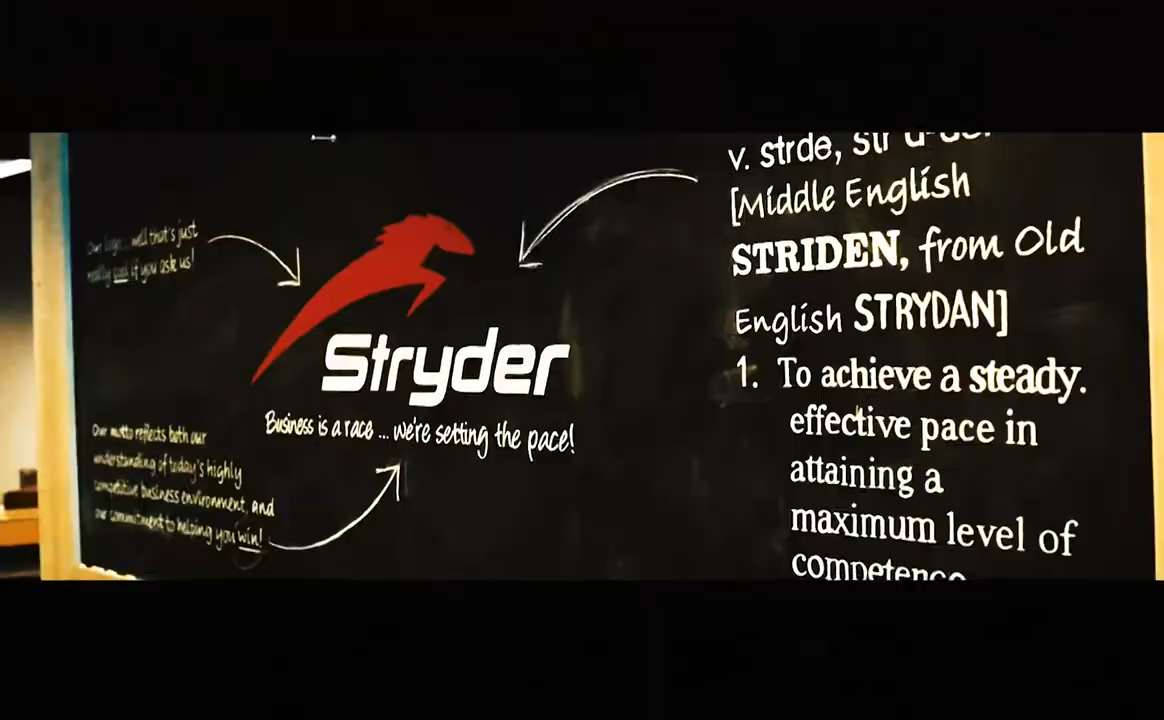 v. strde, str
[Middle English
STRIDEN, from Old
English STRYDAN]
1. To achieve a steady.
effective pace in
attaining a
maximum level of
competence
Our logo... well that's just
really cool if you ask us!
Stryder
Business is a race ... we're setting the pace!
Our motto reflects both our
understanding of today's highly
competitive business environment, and
our commitment to helping you win!